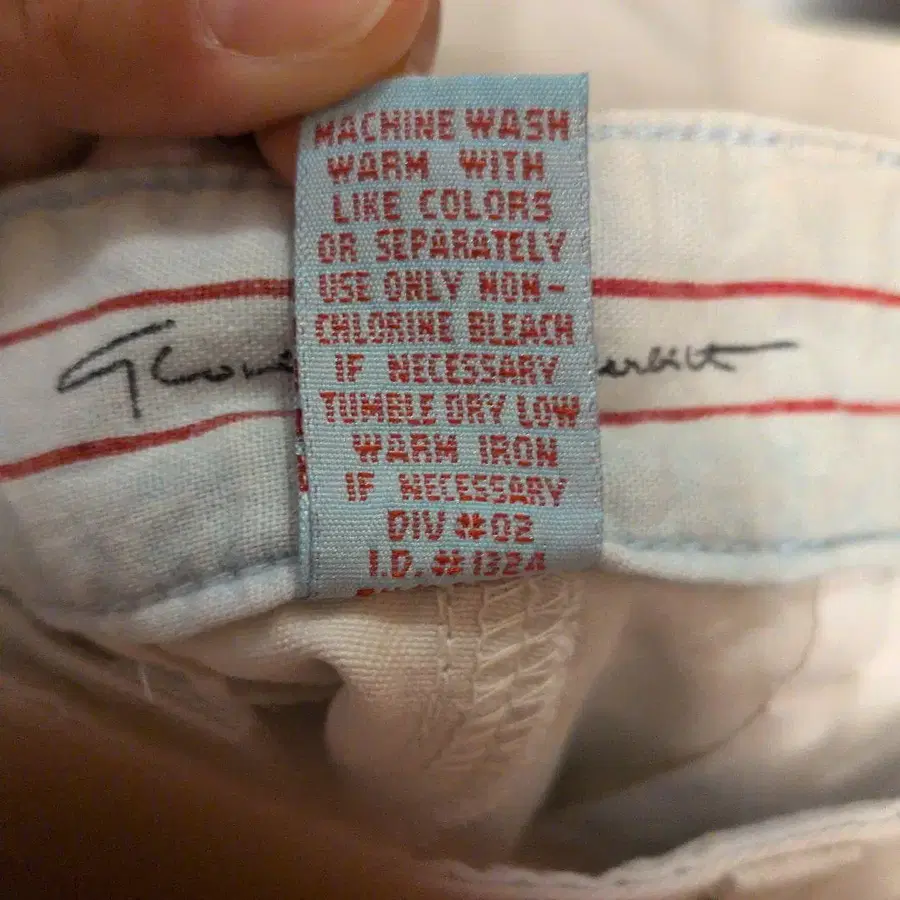 MACHINE WASH
WARM WITH
LIKE COLORS
OR SEPARATELY
USE ONLY NON-
CHLORINE BLEACH
IF NECESSARY
TUMBLE DRY LOW
WARM IRON
IF NECESSARY
DIV #02
I.D. #1324